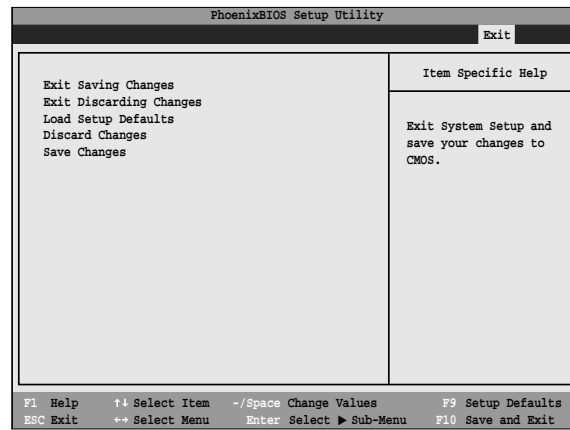 PhoenixBIOS Setup Utility
Exit
Exit Saving Changes
Exit Discarding Changes
Load Setup Defaults
Discard Changes
Save Changes
Item Specific Help
Exit System Setup and
save your changes to
CMOS.
F1 Help ↑↓ Select Item -/Space Change Values F9 Setup Defaults
ESC Exit ←→ Select Menu Enter Select ▶ Sub-Menu F10 Save and Exit